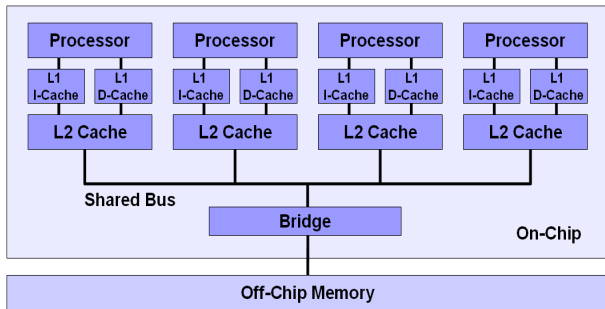 Processor Processor Processor Processor
L1 L1 L1 L1 L1 L1 L1 L1
I-Cache D-Cache I-Cache D-Cache I-Cache D-Cache I-Cache D-Cache
L2 Cache L2 Cache L2 Cache L2 Cache
Shared Bus
Bridge
On-Chip
Off-Chip Memory